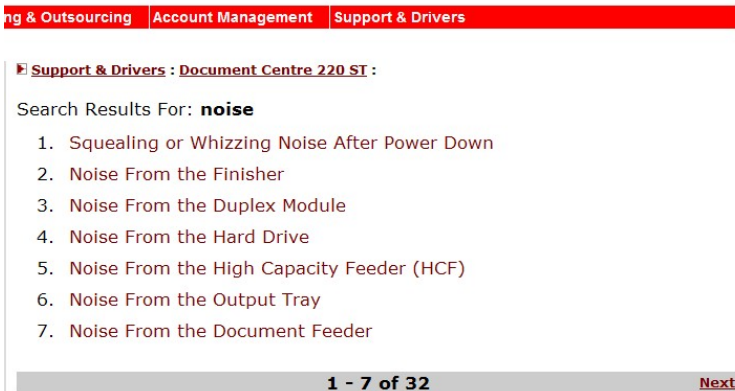 ng & Outsourcing Account Management Support & Drivers
Support & Drivers : Document Centre 220 ST :
Search Results For: noise
1. Squealing or Whizzing Noise After Power Down
2. Noise From the Finisher
3. Noise From the Duplex Module
4. Noise From the Hard Drive
5. Noise From the High Capacity Feeder (HCF)
6. Noise From the Output Tray
7. Noise From the Document Feeder
1 - 7 of 32 Next